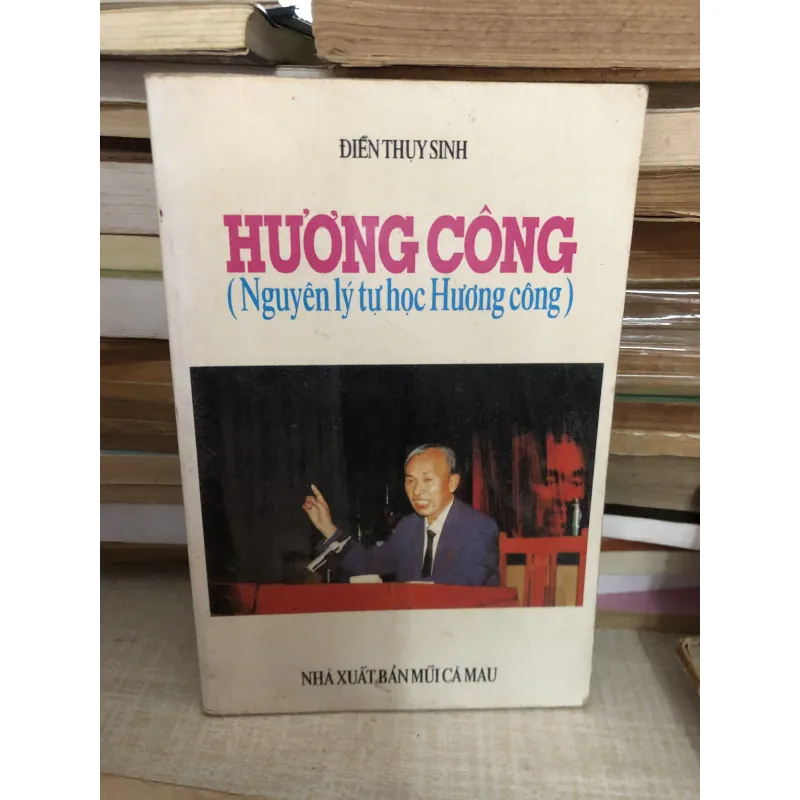 ĐIỀN THỤY SINH
HƯƠNG CÔNG
(Nguyên lý tự học Hương công)
NHÀ XUẤT BẢN MŨI CÀ MAU